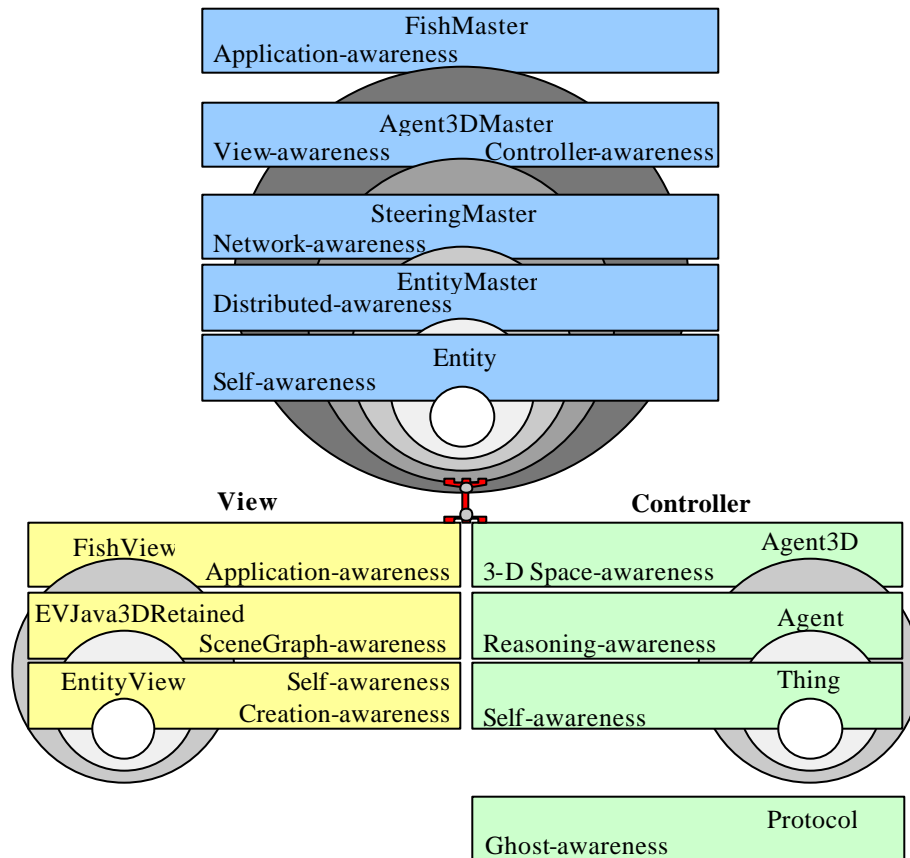 FishMaster
Application-awareness
Agent3DMaster
View-awareness Controller-awareness
SteeringMaster
Network-awareness
EntityMaster
Distributed-awareness
Entity
Self-awareness
View
Controller
FishView
Application-awareness
EVJava3DRetained
SceneGraph-awareness
EntityView Self-awareness
Creation-awareness
Agent3D
3-D Space-awareness
Agent
Reasoning-awareness
Thing
Self-awareness
Protocol
Ghost-awareness